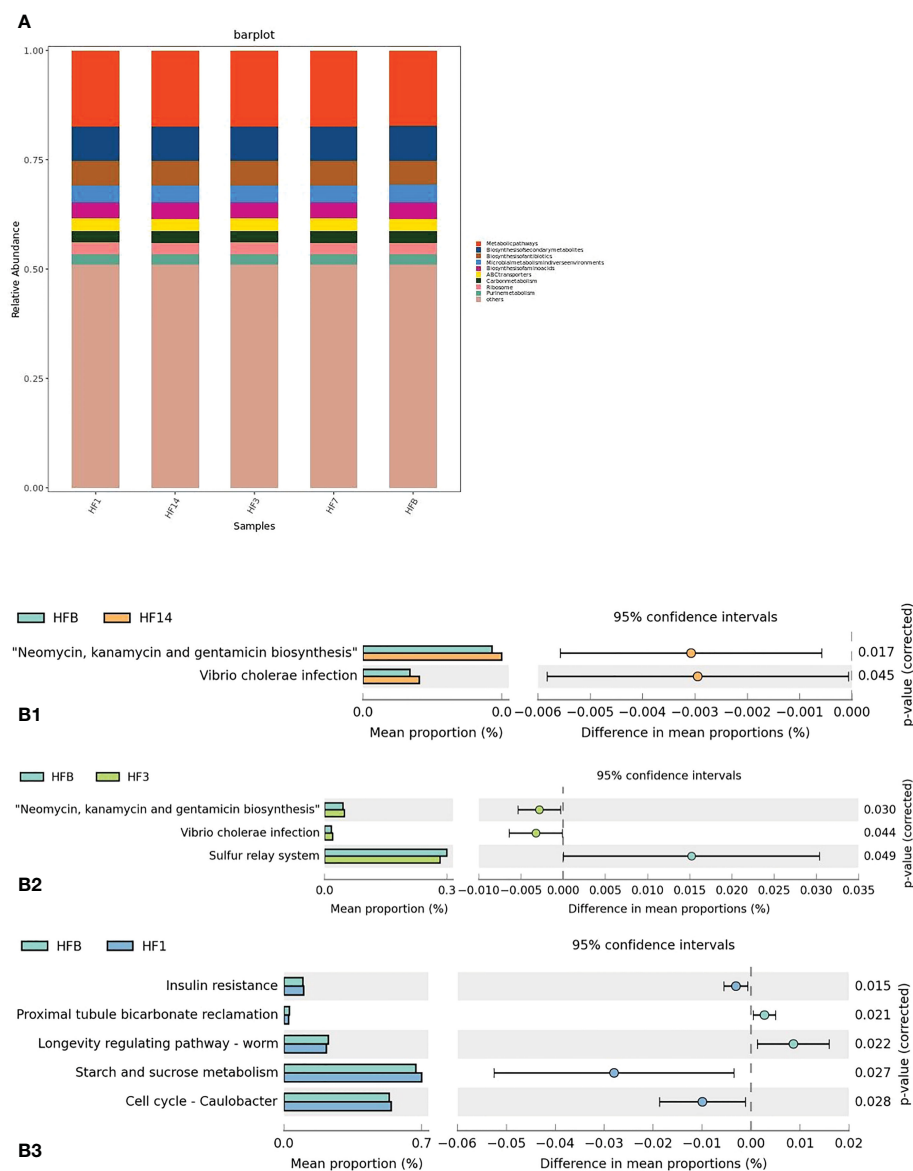 A
barplot
1.00
0.75
0.50
0.25
0.00
Relative Abundance
HF1
HF14
HF3
HF7
HFB
Samples
Metabolicpathways
Biosynthesisofsecondarymetabolites
Biosynthesisofantibiotics
Microbialmetabolismindiverseenvironments
Biosynthesisofaminoacids
ABCtransporters
Carbonmetabolism
Ribosome
Purinemetabolism
others
HFB HF14
95% confidence intervals
"Neomycin, kanamycin and gentamicin biosynthesis" 0.017
Vibrio cholerae infection 0.045
p-value (corrected)
0.0 0.0 −0.006 −0.005 −0.004 −0.003 −0.002 −0.001 0.000
B1
Mean proportion (%) Difference in mean proportions (%)
HFB HF3
95% confidence intervals
"Neomycin, kanamycin and gentamicin biosynthesis" 0.030
Vibrio cholerae infection 0.044
Sulfur relay system 0.049
p-value (corrected)
0.0 0.3 −0.010 −0.005 0.000 0.005 0.010 0.015 0.020 0.025 0.030 0.035
B2
Mean proportion (%) Difference in mean proportions (%)
HFB HF1
95% confidence intervals
Insulin resistance 0.015
Proximal tubule bicarbonate reclamation 0.021
Longevity regulating pathway - worm 0.022
Starch and sucrose metabolism 0.027
Cell cycle - Caulobacter 0.028
p-value (corrected)
0.0 0.7 −0.06 −0.05 −0.04 −0.03 −0.02 −0.01 0.00 0.01 0.02
B3
Mean proportion (%) Difference in mean proportions (%)